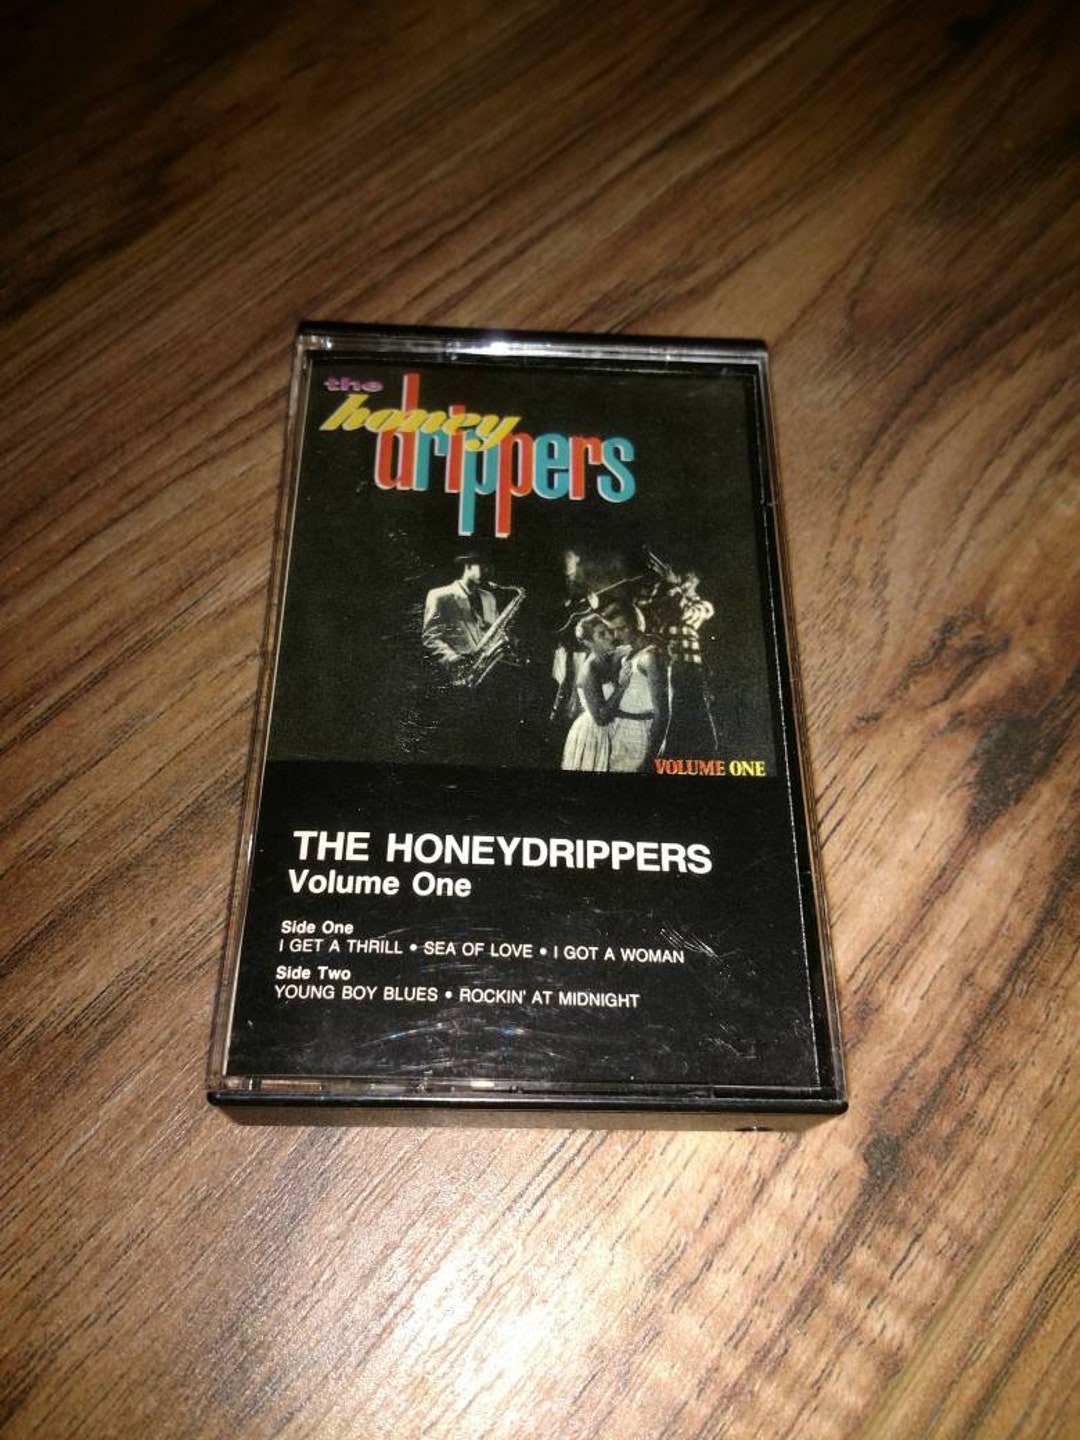 the
honey
drippers
VOLUME ONE
THE HONEYDRIPPERS
Volume One
Side One
I GET A THRILL • SEA OF LOVE • I GOT A WOMAN
Side Two
YOUNG BOY BLUES • ROCKIN' AT MIDNIGHT